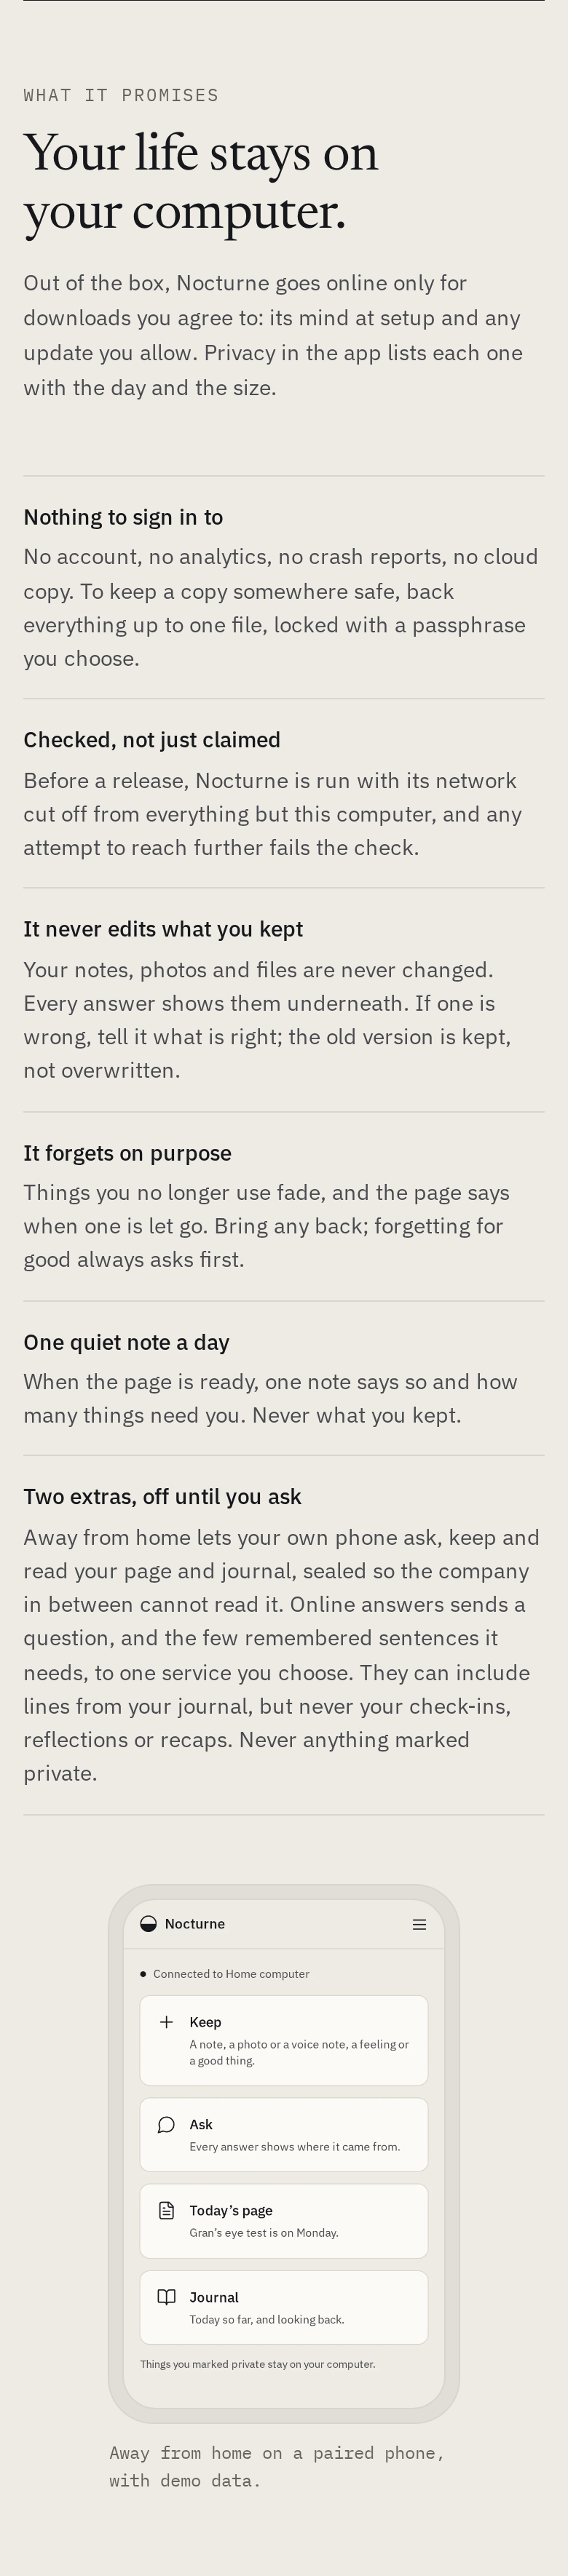 WHAT IT PROMISES
Your life stays on
your computer.
Out of the box, Nocturne goes online only for
downloads you agree to: its mind at setup and any
update you allow. Privacy in the app lists each one
with the day and the size.
Nothing to sign in to
No account, no analytics, no crash reports, no cloud
copy. To keep a copy somewhere safe, back
everything up to one file, locked with a passphrase
you choose.
Checked, not just claimed
Before a release, Nocturne is run with its network
cut off from everything but this computer, and any
attempt to reach further fails the check.
It never edits what you kept
Your notes, photos and files are never changed.
Every answer shows them underneath. If one is
wrong, tell it what is right; the old version is kept,
not overwritten.
It forgets on purpose
Things you no longer use fade, and the page says
when one is let go. Bring any back; forgetting for
good always asks first.
One quiet note a day
When the page is ready, one note says so and how
many things need you. Never what you kept.
Two extras, off until you ask
Away from home lets your own phone ask, keep and
read your page and journal, sealed so the company
in between cannot read it. Online answers sends a
question, and the few remembered sentences it
needs, to one service you choose. They can include
lines from your journal, but never your check-ins,
reflections or recaps. Never anything marked
private.
Nocturne
Connected to Home computer
Keep
A note, a photo or a voice note, a feeling or
a good thing.
Ask
Every answer shows where it came from.
Today’s page
Gran’s eye test is on Monday.
Journal
Today so far, and looking back.
Things you marked private stay on your computer.
Away from home on a paired phone,
with demo data.